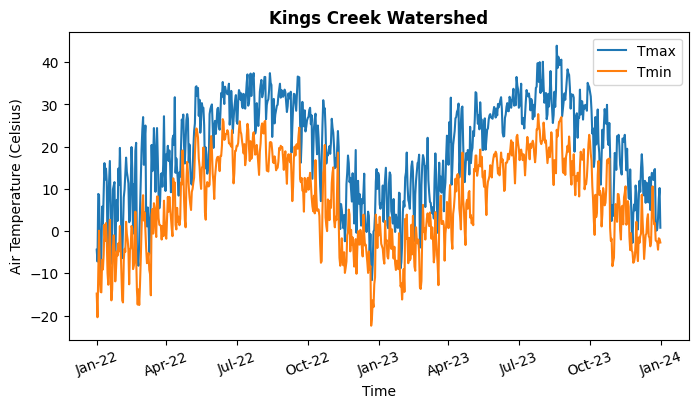 Kings Creek Watershed
Tmax
Tmin
Air Temperature (Celsius)
40
30
20
10
0
−10
−20
Jan-22
Apr-22
Jul-22
Oct-22
Jan-23
Apr-23
Jul-23
Oct-23
Jan-24
Time